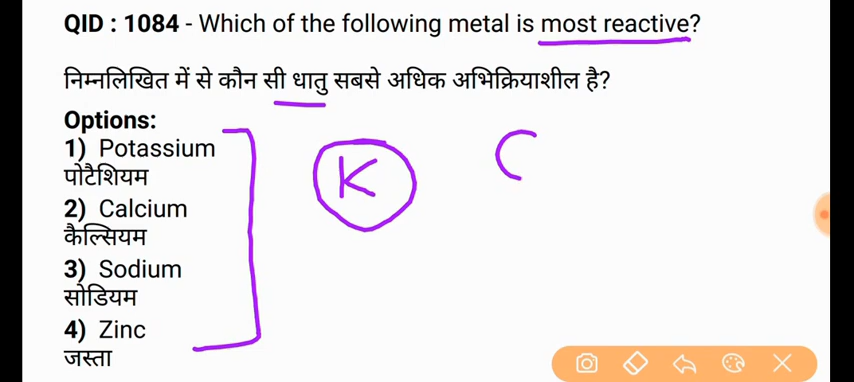 QID : 1084 - Which of the following metal is most reactive?
निम्नलिखित में से कौन सी धातु सबसे अधिक अभिक्रियाशील है?
Options:
1) Potassium
पोटैशियम
2) Calcium
कैल्सियम
3) Sodium
सोडियम
4) Zinc
जस्ता
K C